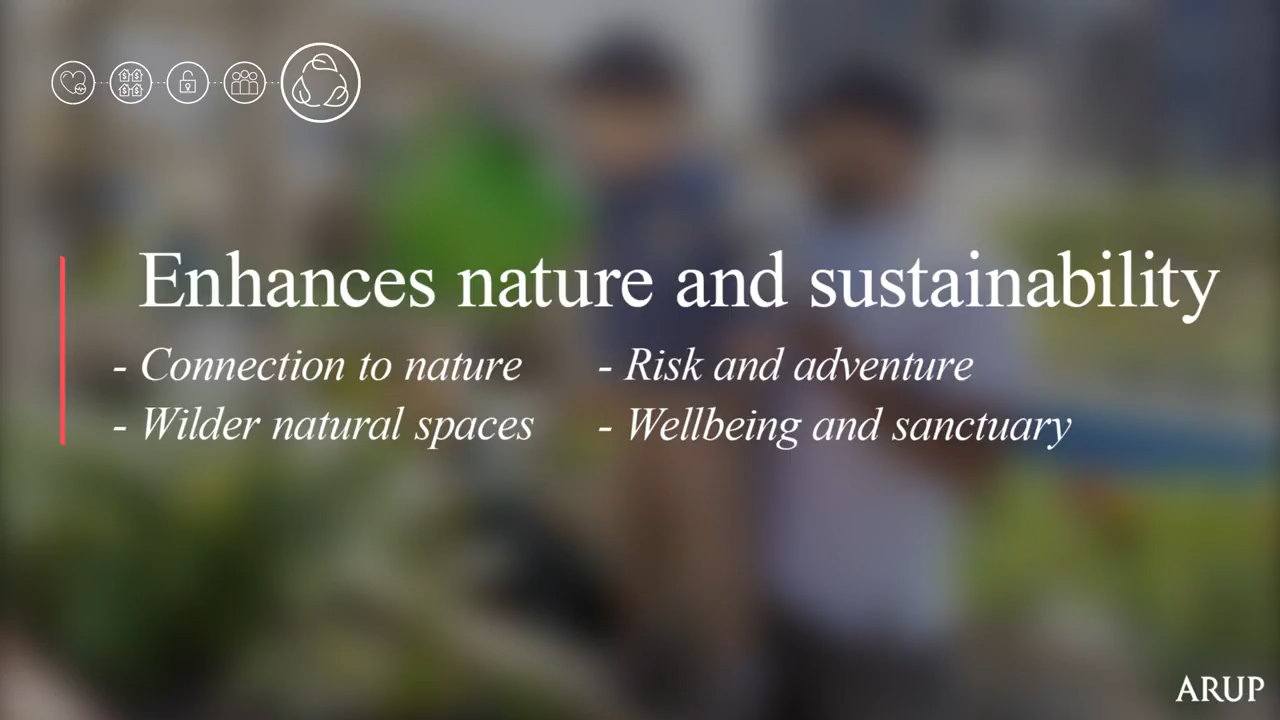 Enhances nature and sustainability
- Connection to nature
- Wilder natural spaces
- Risk and adventure
- Wellbeing and sanctuary
ARUP